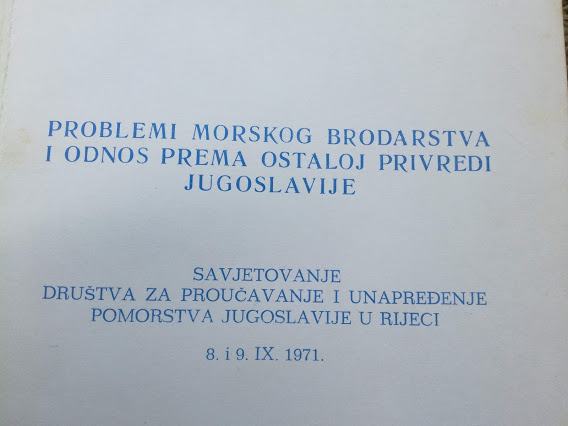 PROBLEMI MORSKOG BRODARSTVA
I ODNOS PREMA OSTALOJ PRIVREDI
JUGOSLAVIJE
SAVJETOVANJE
DRUŠTVA ZA PROUČAVANJE I UNAPREĐENJE
POMORSTVA JUGOSLAVIJE U RIJECI
8. i 9. IX. 1971.